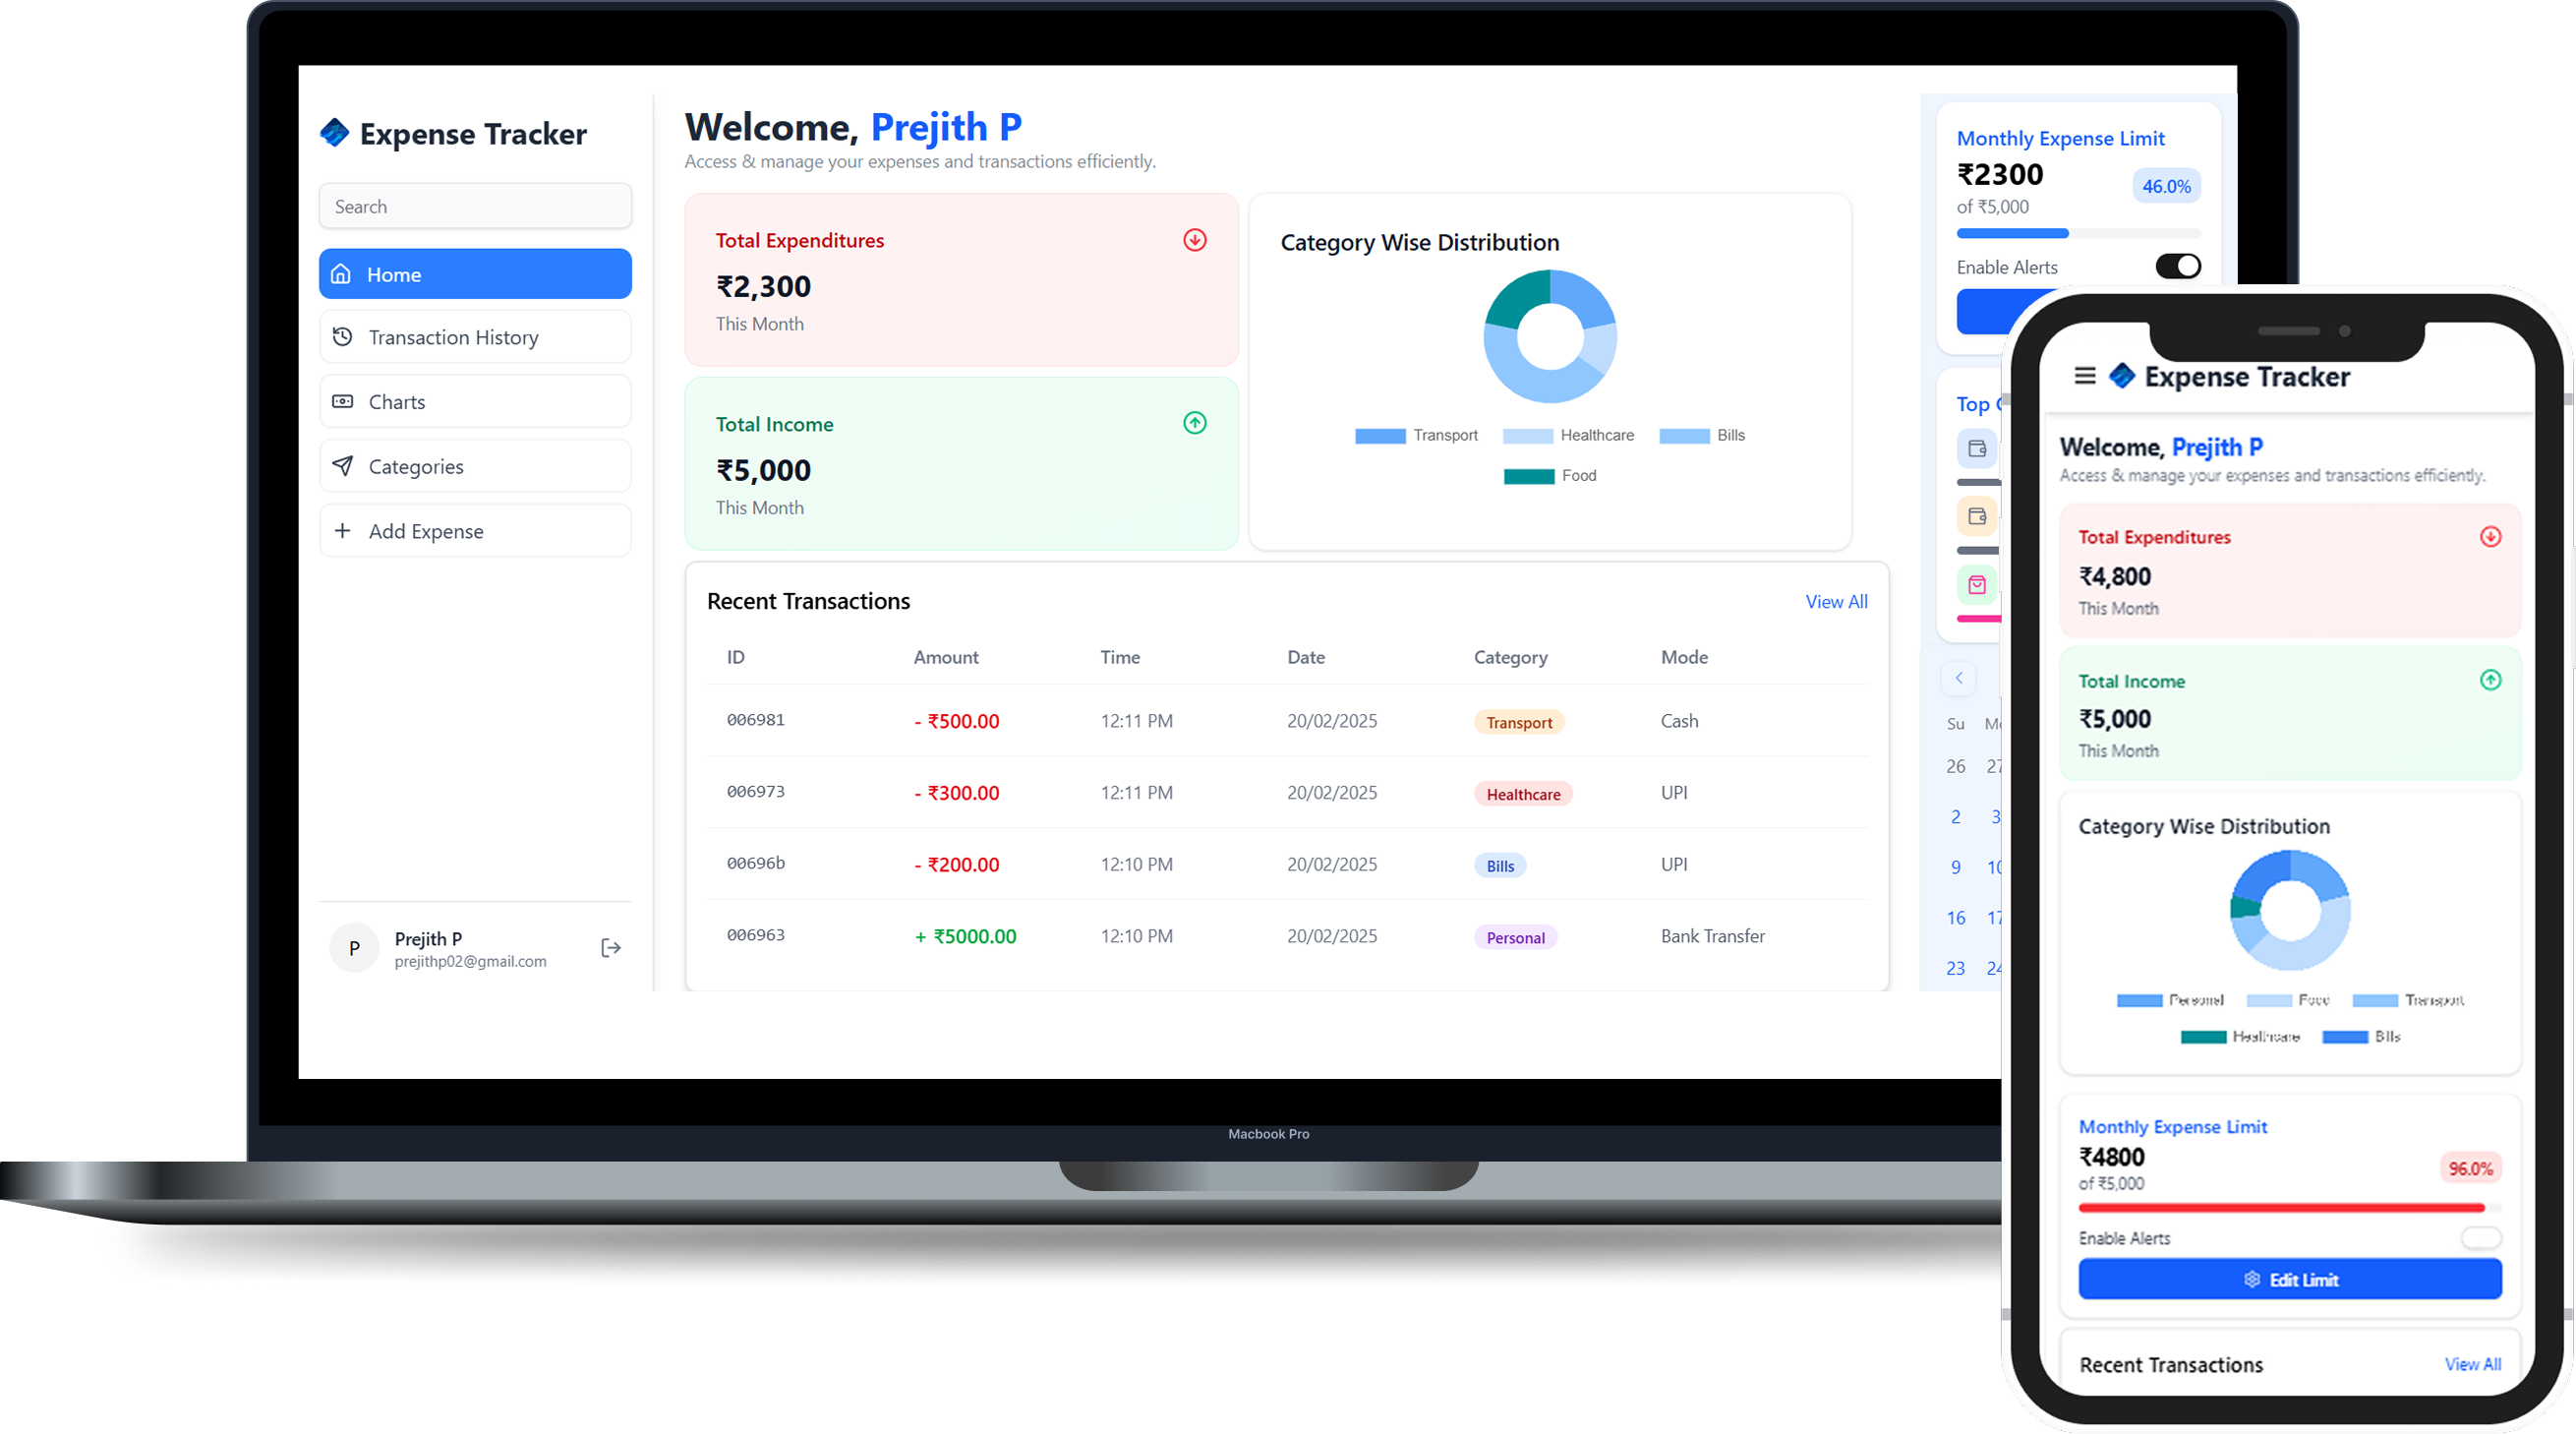 Expense Tracker
Search
Home
Transaction History
Charts
Categories
Add Expense
P
Prejith P
prejithp02@gmail.com
Welcome, Prejith P
Access & manage your expenses and transactions efficiently.
Total Expenditures
₹2,300
This Month
Total Income
₹5,000
This Month
Category Wise Distribution
Transport Healthcare Bills
Food
Recent Transactions View All
ID Amount Time Date Category Mode
006981 - ₹500.00 12:11 PM 20/02/2025 Transport Cash
006973 - ₹300.00 12:11 PM 20/02/2025 Healthcare UPI
00696b - ₹200.00 12:10 PM 20/02/2025 Bills UPI
006963 + ₹5000.00 12:10 PM 20/02/2025 Personal Bank Transfer
Monthly Expense Limit
₹2300 46.0%
of ₹5,000
Enable Alerts
Top
Su
26 27
2 3
9 10
16 17
23 24
Macbook Pro
Expense Tracker
Welcome, Prejith P
Access & manage your expenses and transactions efficiently.
Total Expenditures
₹4,800
This Month
Total Income
₹5,000
This Month
Category Wise Distribution
Personal Food Transport
Healthcare Bills
Monthly Expense Limit
₹4800 96.0%
of ₹5,000
Enable Alerts
Edit Limit
Recent Transactions View All